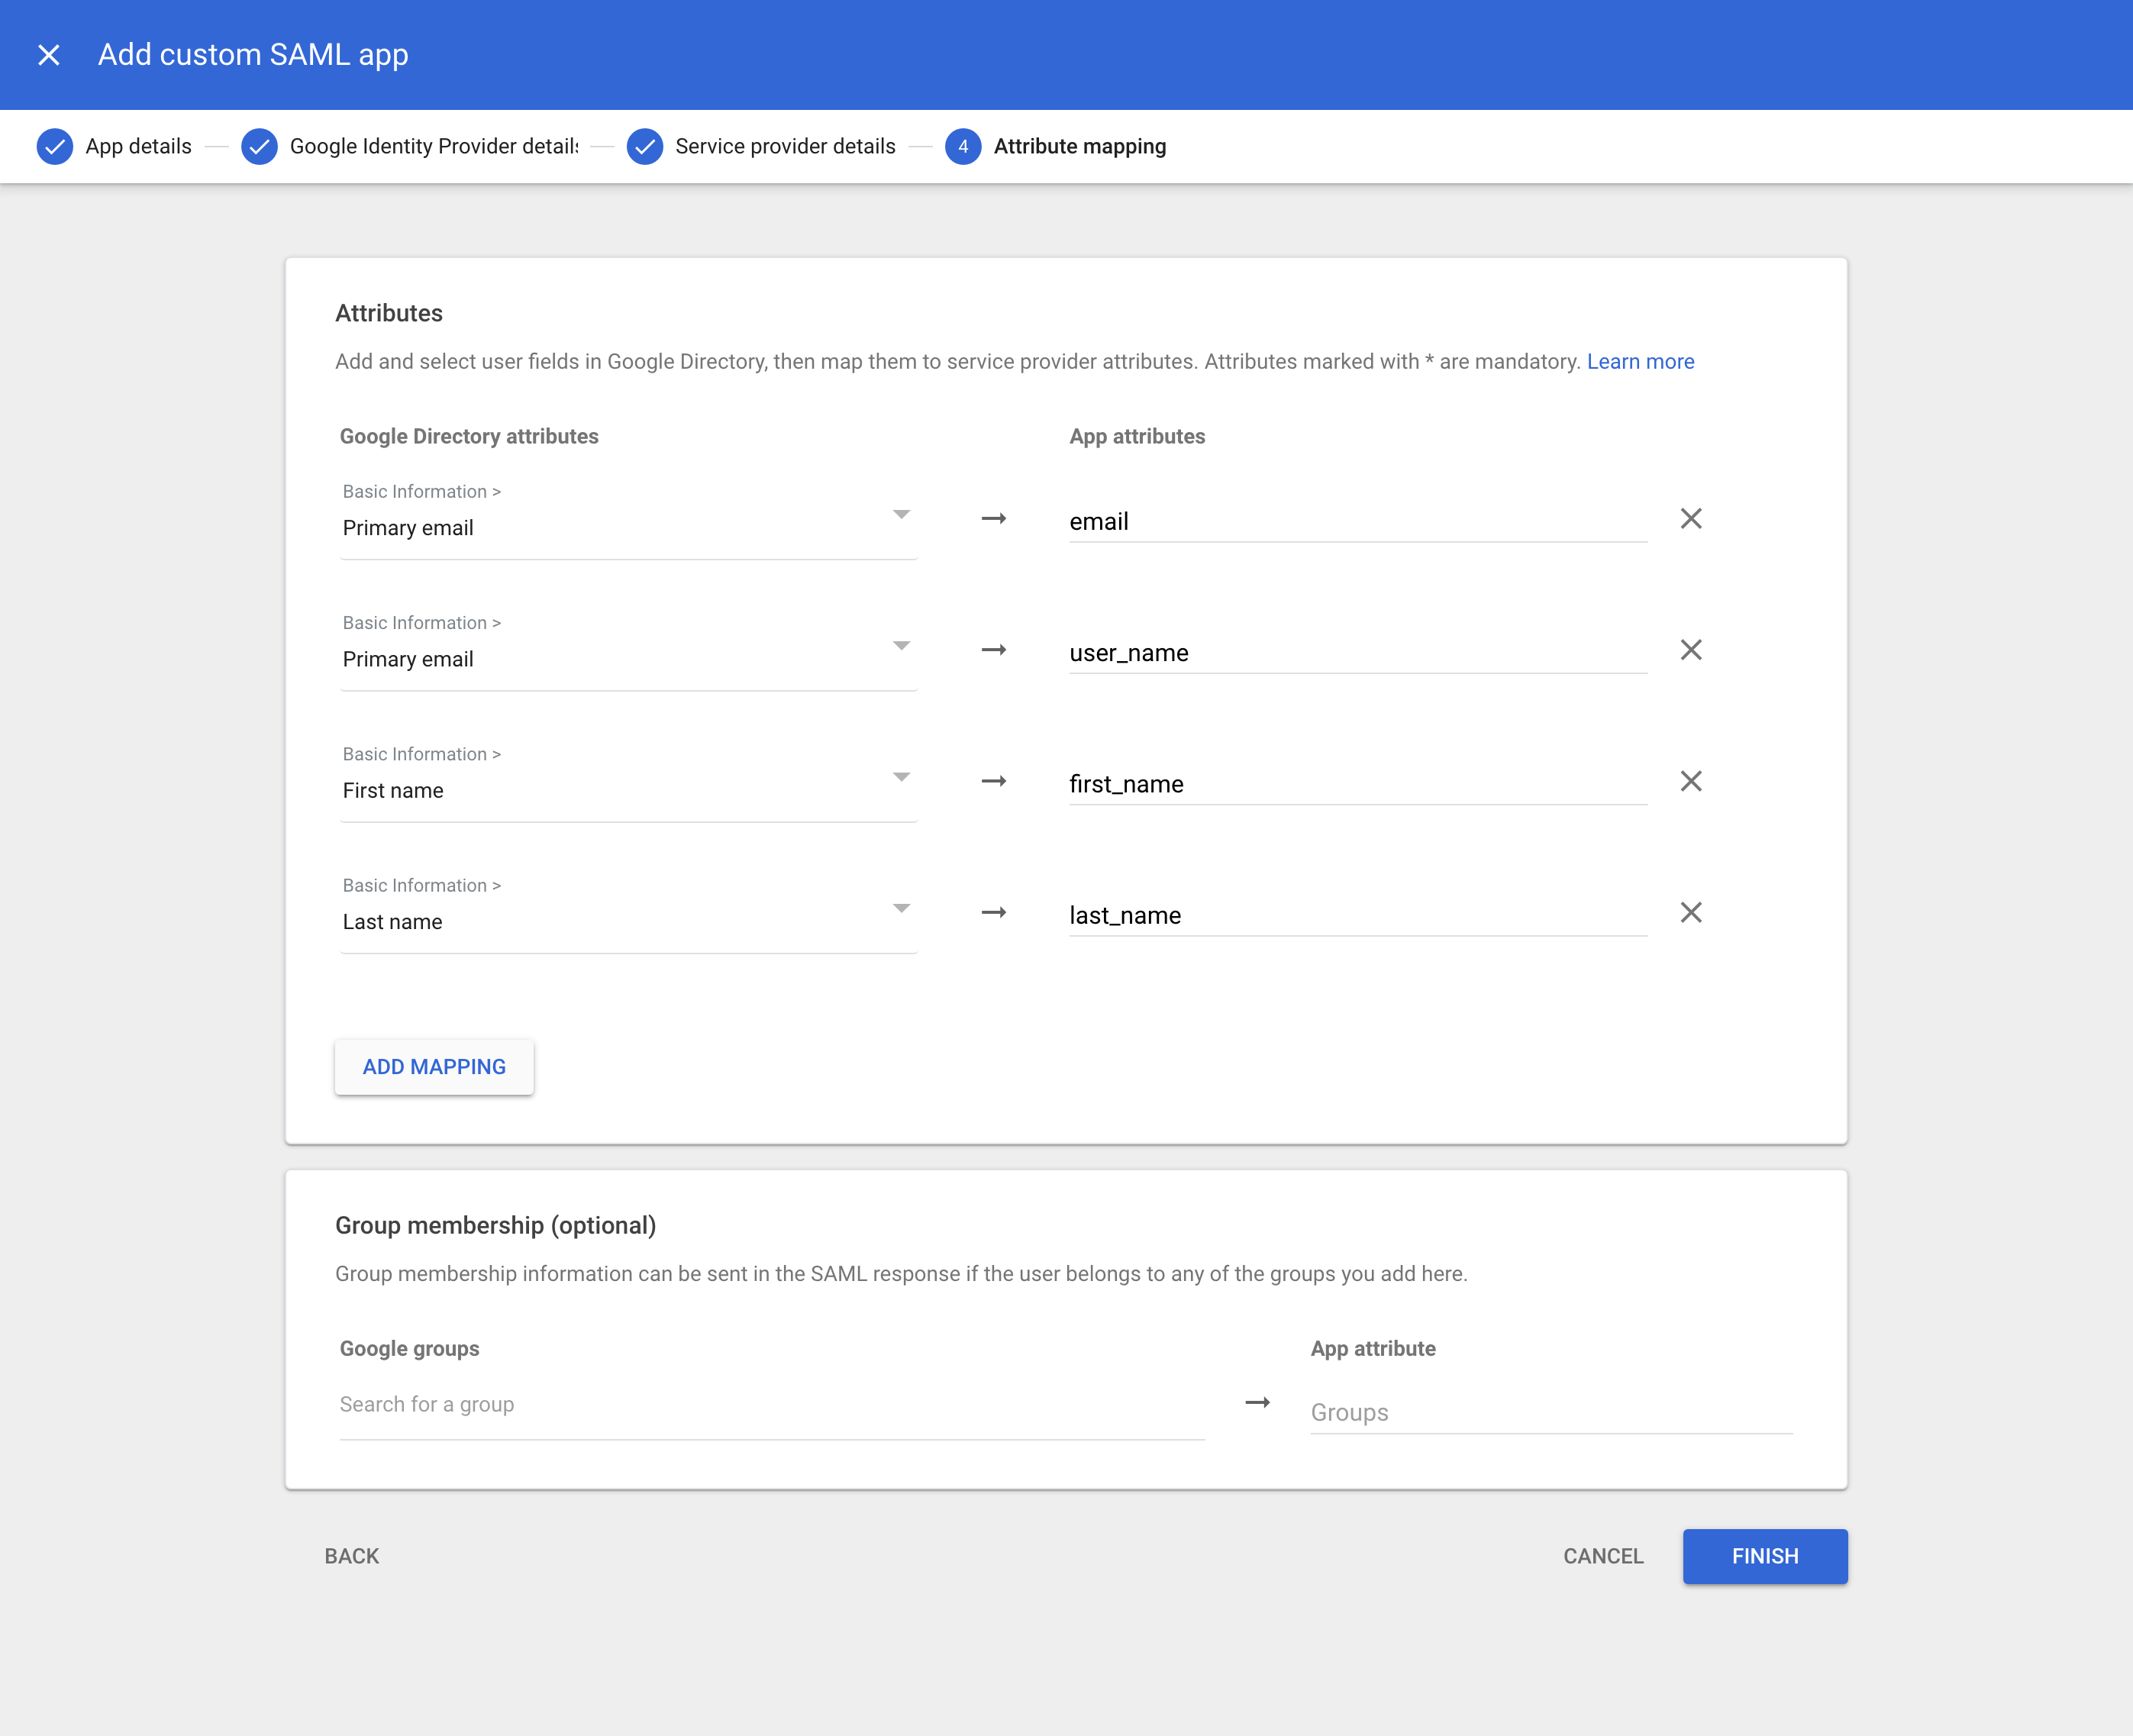 Add custom SAML app
App details
Google Identity Provider details
Service provider details
4
Attribute mapping
Attributes
Add and select user fields in Google Directory, then map them to service provider attributes. Attributes marked with * are mandatory. Learn more
Google Directory attributes
App attributes
Basic Information >
Primary email
email
Basic Information >
Primary email
user_name
Basic Information >
First name
first_name
Basic Information >
Last name
last_name
ADD MAPPING
Group membership (optional)
Group membership information can be sent in the SAML response if the user belongs to any of the groups you add here.
Google groups
App attribute
Search for a group
Groups
BACK
CANCEL
FINISH